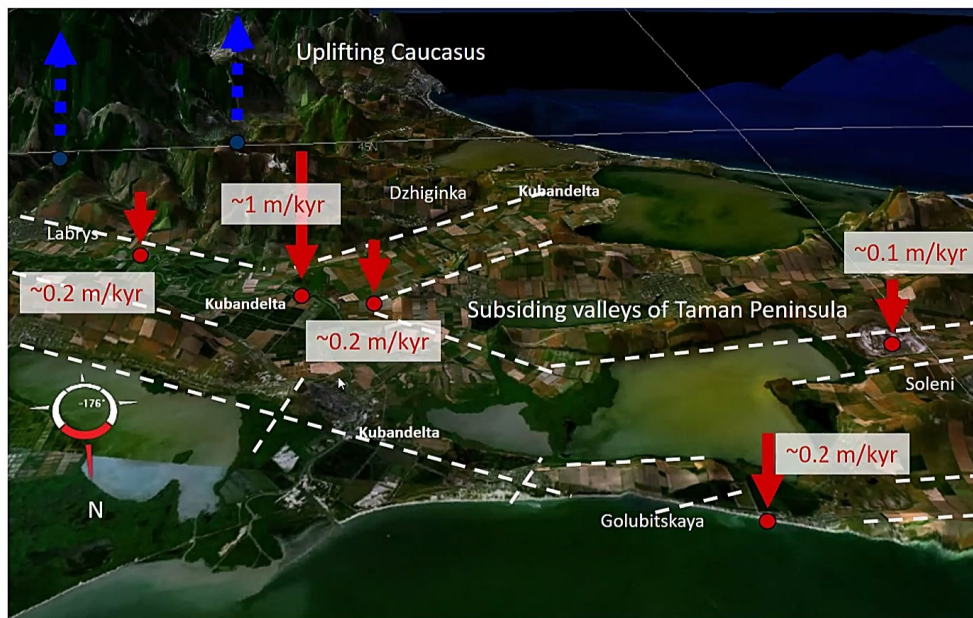 Uplifting Caucasus
45N
~1 m/kyr
Dzhiginka
Kubandelta
Labrys
~0.1 m/kyr
~0.2 m/kyr
Kubandelta
Subsiding valleys of Taman Peninsula
~0.2 m/kyr
Soleni
-176°
Kubandelta
~0.2 m/kyr
N
Golubitskaya